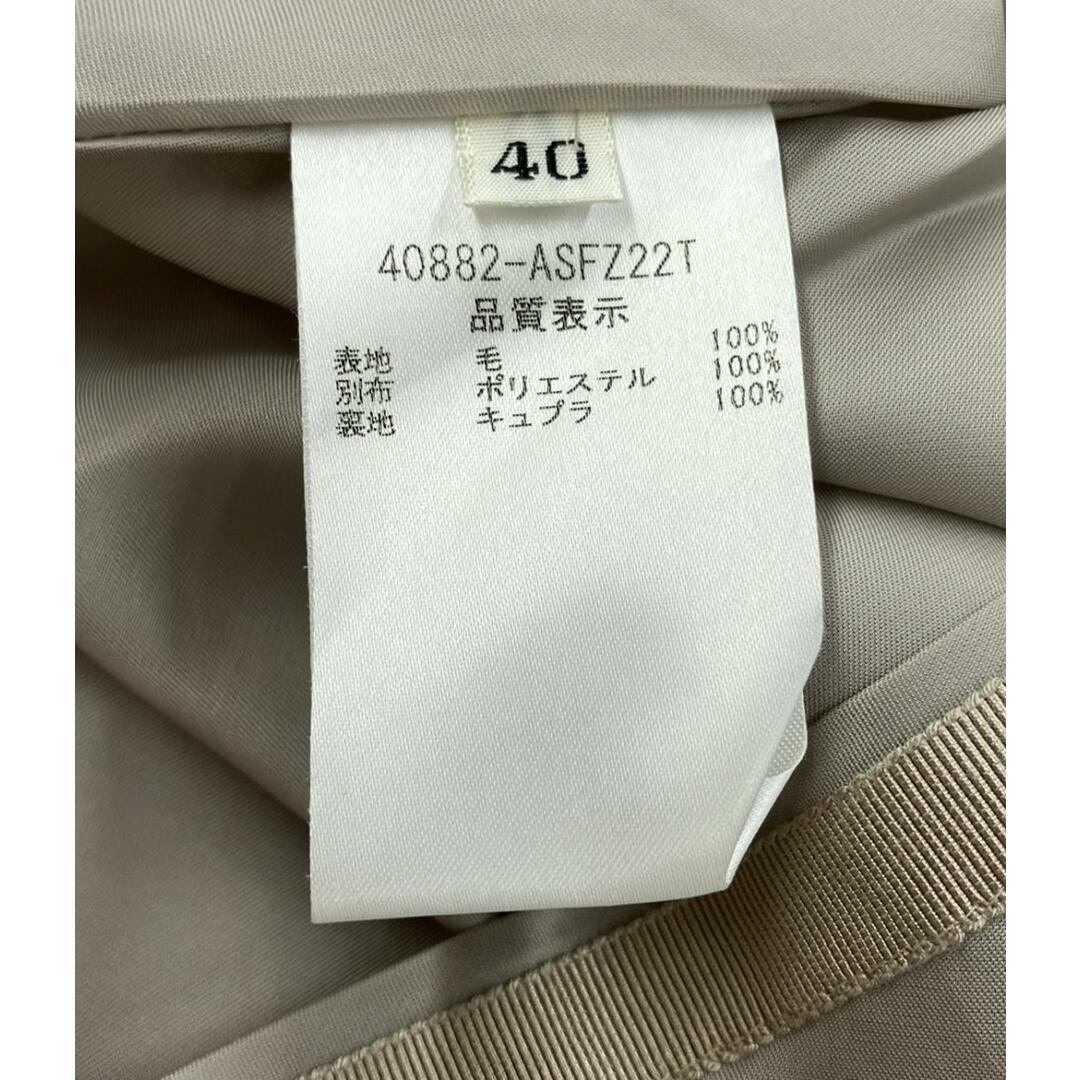 40
40882-ASFZ22T
品質表示
表地 毛 100%
別布 ポリエステル 100%
裏地 キュプラ 100%